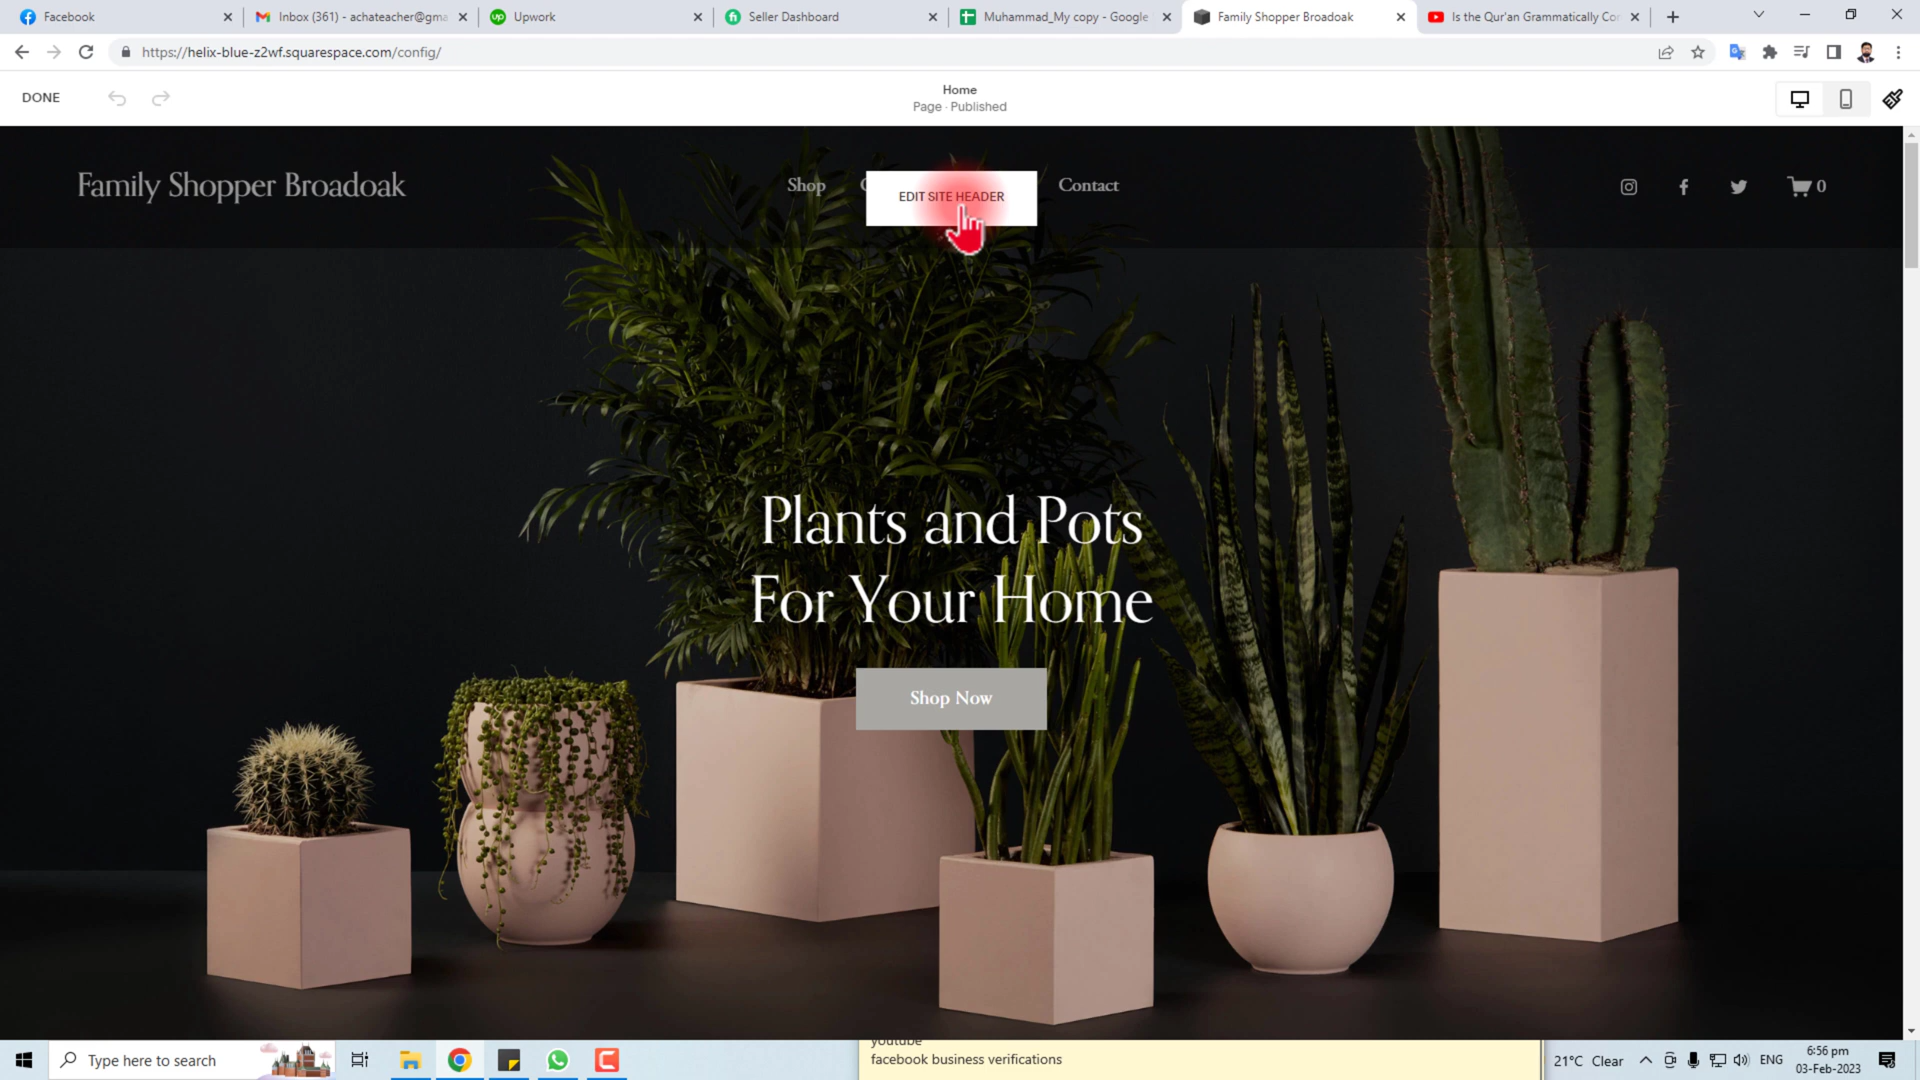 Facebook
Inbox (361) - achateacher@gma
Upwork
Seller Dashboard
Muhammad_My copy - Google
Family Shopper Broadoak
Is the Qur'an Grammatically Co
https://helix-blue-z2wf.squarespace.com/config/
DONE
Home
Page · Published
Family Shopper Broadoak
Shop
EDIT SITE HEADER
Contact
0
Plants and Pots
For Your Home
Shop Now
Type here to search
youtube
facebook business verifications
21°C Clear
ENG
6:56 pm
03-Feb-2023